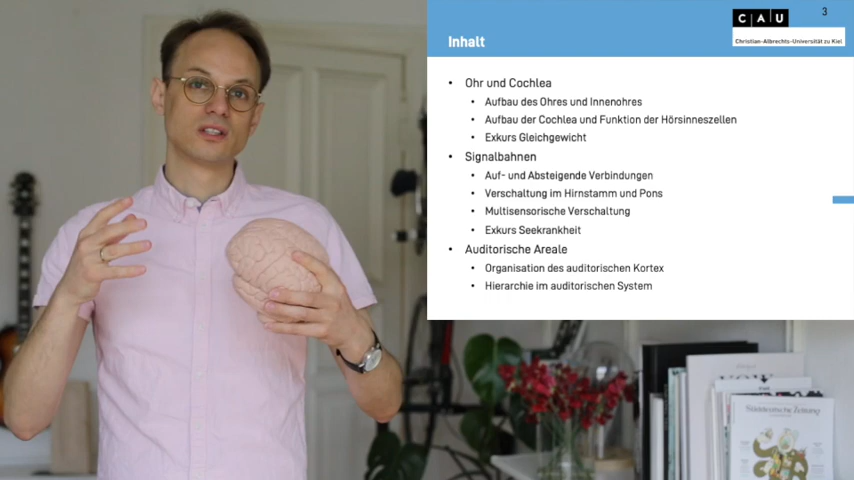 3
C A U
Christian-Albrechts-Universität zu Kiel
Inhalt
• Ohr und Cochlea
• Aufbau des Ohres und Innenohres
• Aufbau der Cochlea und Funktion der Hörsinneszellen
• Exkurs Gleichgewicht
• Signalbahnen
• Auf- und Absteigende Verbindungen
• Verschaltung im Hirnstamm und Pons
• Multisensorische Verschaltung
• Exkurs Seekrankheit
• Auditorische Areale
• Organisation des auditorischen Kortex
• Hierarchie im auditorischen System
Süddeutsche Zeitung